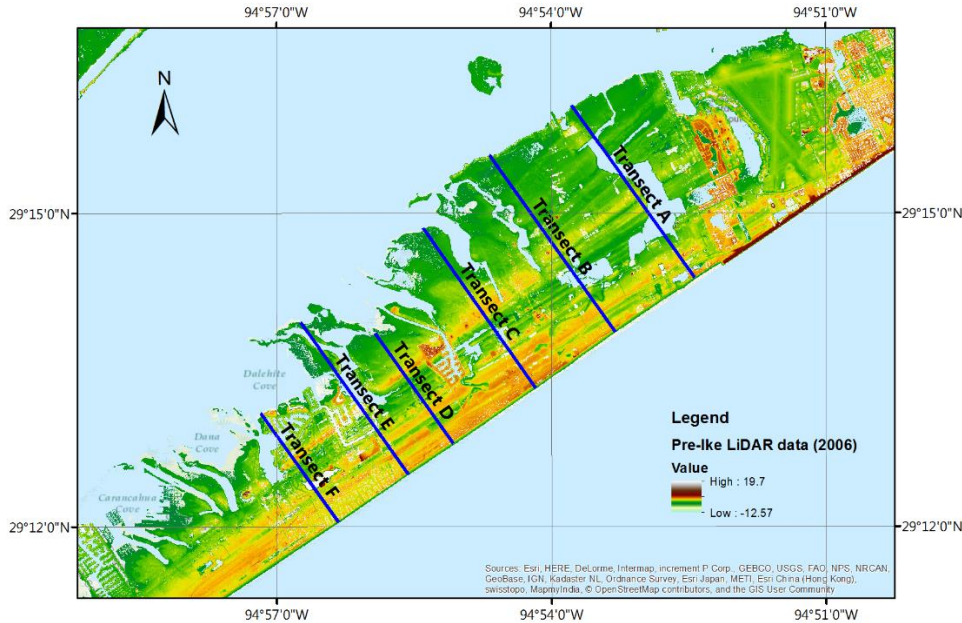 94°57'0"W 94°54'0"W 94°51'0"W
N
29°15'0"N 29°15'0"N
Transect A
Transect B
Transect C
Transect D
Transect E
Transect F
Dalehite
Cove
Dana
Cove
Carancahua
Cove
Legend
Pre-Ike LiDAR data (2006)
Value
High : 19.7
Low : -12.57
29°12'0"N 29°12'0"N
Sources: Esri, HERE, DeLorme, Intermap, increment P Corp., GEBCO, USGS, FAO, NPS, NRCAN,
GeoBase, IGN, Kadaster NL, Ordnance Survey, Esri Japan, METI, Esri China (Hong Kong),
swisstopo, MapmyIndia, © OpenStreetMap contributors, and the GIS User Community
94°57'0"W 94°54'0"W 94°51'0"W